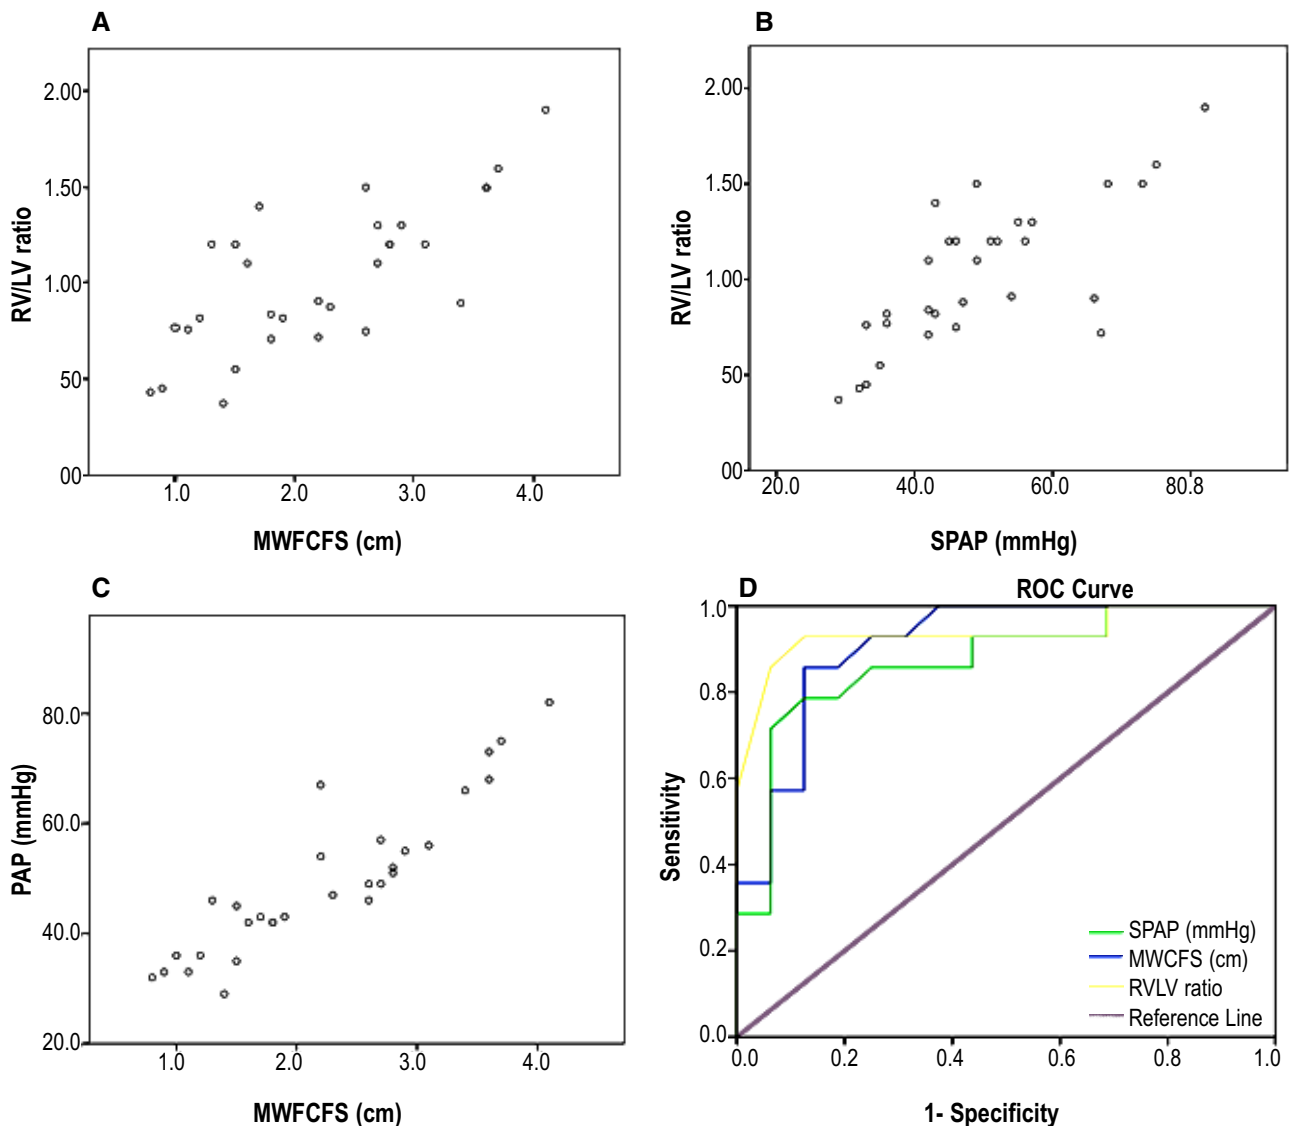 A
2.00
1.50
1.00
50
00
RV/LV ratio
1.0 2.0 3.0 4.0
MWFCFS (cm)
B
2.00
1.50
1.00
50
00
RV/LV ratio
20.0 40.0 60.0 80.8
SPAP (mmHg)
C
80.0
60.0
40.0
20.0
PAP (mmHg)
1.0 2.0 3.0 4.0
MWFCFS (cm)
D
ROC Curve
1.0
0.8
0.6
0.4
0.2
0.0
Sensitivity
SPAP (mmHg)
MWCFS (cm)
RVLV ratio
Reference Line
0.0 0.2 0.4 0.6 0.8 1.0
1- Specificity